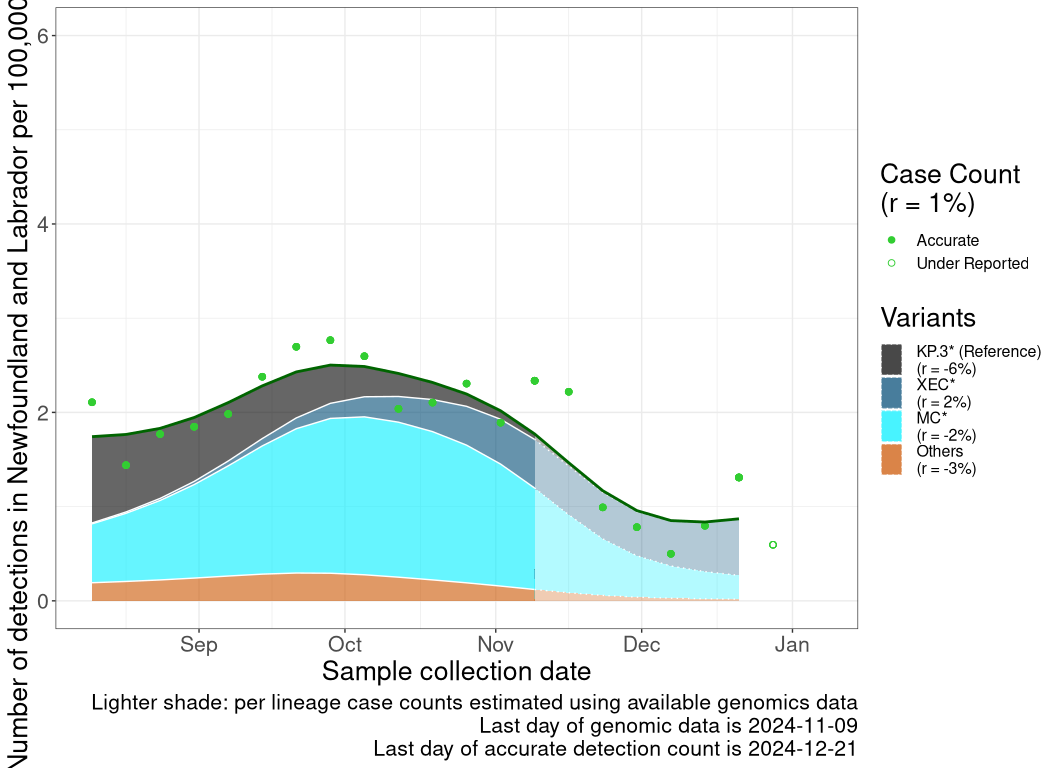 Number of detections in Newfoundland and Labrador per 100,000
6
4
2
0
Sep
Oct
Nov
Dec
Jan
Sample collection date
Lighter shade: per lineage case counts estimated using available genomics data
Last day of genomic data is 2024-11-09
Last day of accurate detection count is 2024-12-21
Case Count
(r = 1%)
Accurate
Under Reported
Variants
KP.3* (Reference)
(r = -6%)
XEC*
(r = 2%)
MC*
(r = -2%)
Others
(r = -3%)